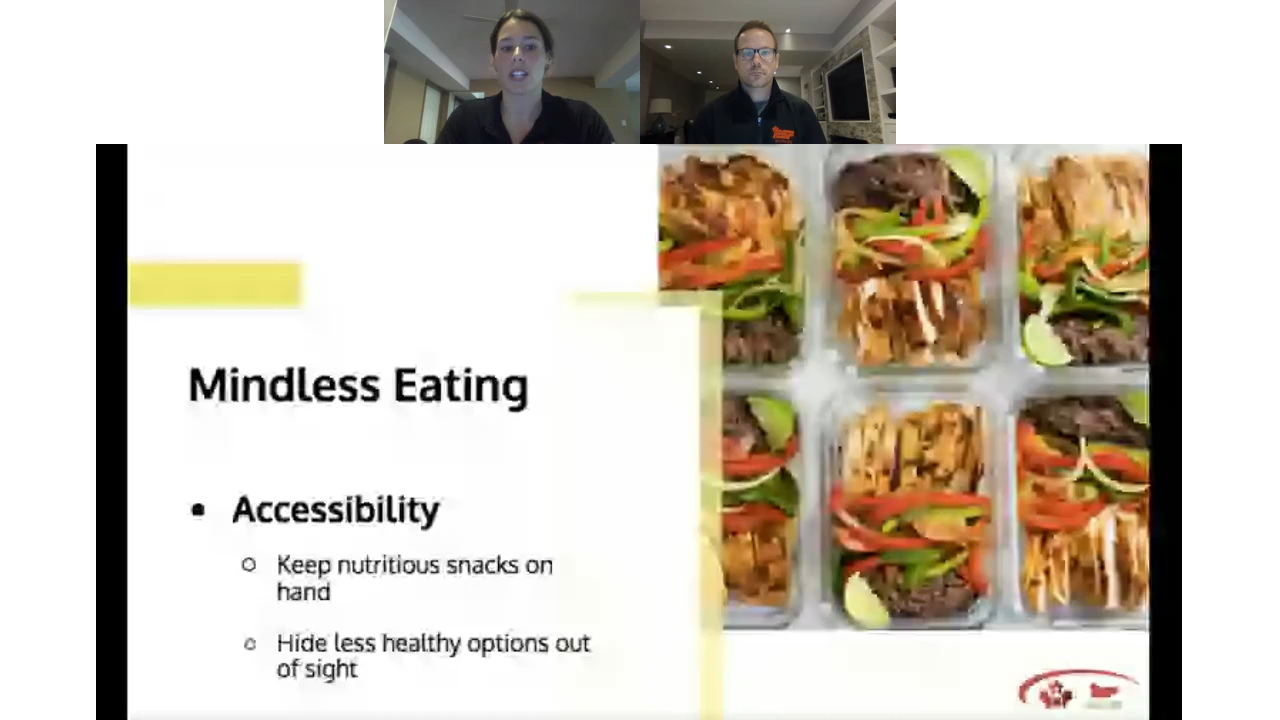 Mindless Eating
• Accessibility
○ Keep nutritious snacks on
hand
○ Hide less healthy options out
of sight